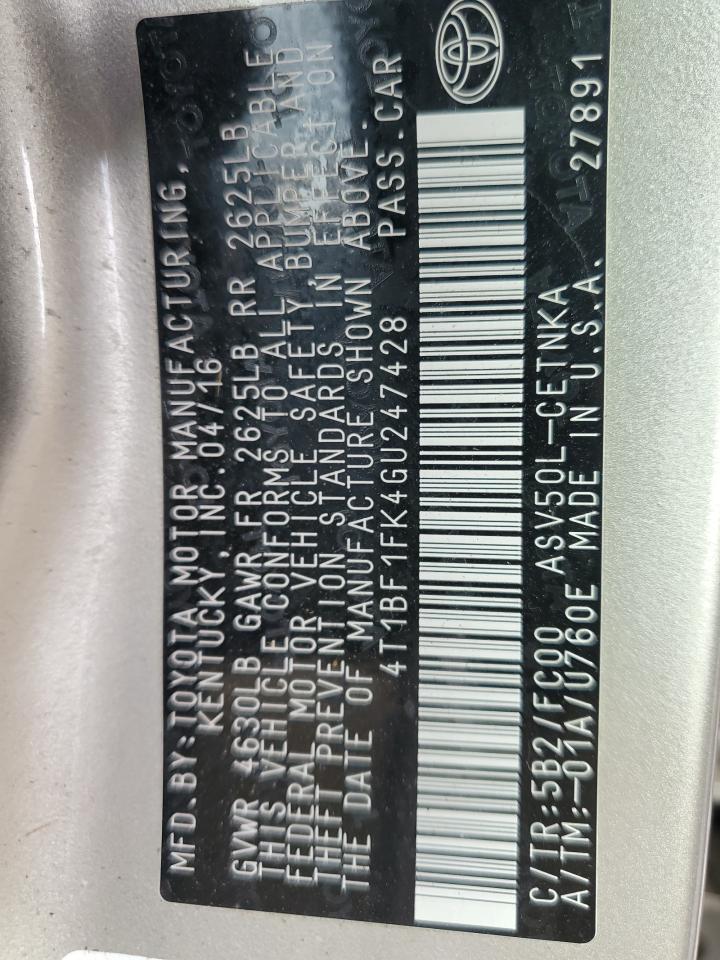 MFD.BY:TOYOTA MOTOR MANUFACTURING,
KENTUCKY,INC.04/16
GVWR 4630LB GAWR FR 2625LB RR 2625LB
THIS VEHICLE CONFORMS TO ALL APPLICABLE
FEDERAL MOTOR VEHICLE SAFETY, BUMPER AND
THEFT PREVENTION STANDARDS IN EFFECT ON
THE DATE OF MANUFACTURE SHOWN ABOVE.
4T1BF1FK4GU247428 PASS.CAR
C/TR:5B2/FC00 ASV50L-CETNKA
A/TM:-01A/U760E MADE IN U.S.A. 27891